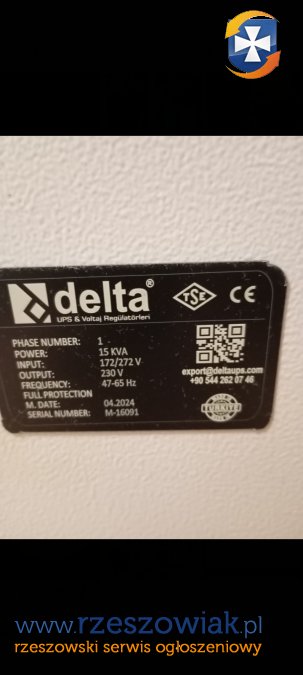 delta®
UPS & Voltaj Regülatörleri
TSE
CE
PHASE NUMBER: 1
POWER: 15 KVA
INPUT: 172/272 V
OUTPUT: 230 V
FREQUENCY: 47-65 Hz
FULL PROTECTION
M. DATE: 04.2024
SERIAL NUMBER: M-16091
export@deltaups.com
+90 544 262 07 46
TÜRKİYE
www.rzeszowiak.pl
rzeszowski serwis ogłoszeniowy